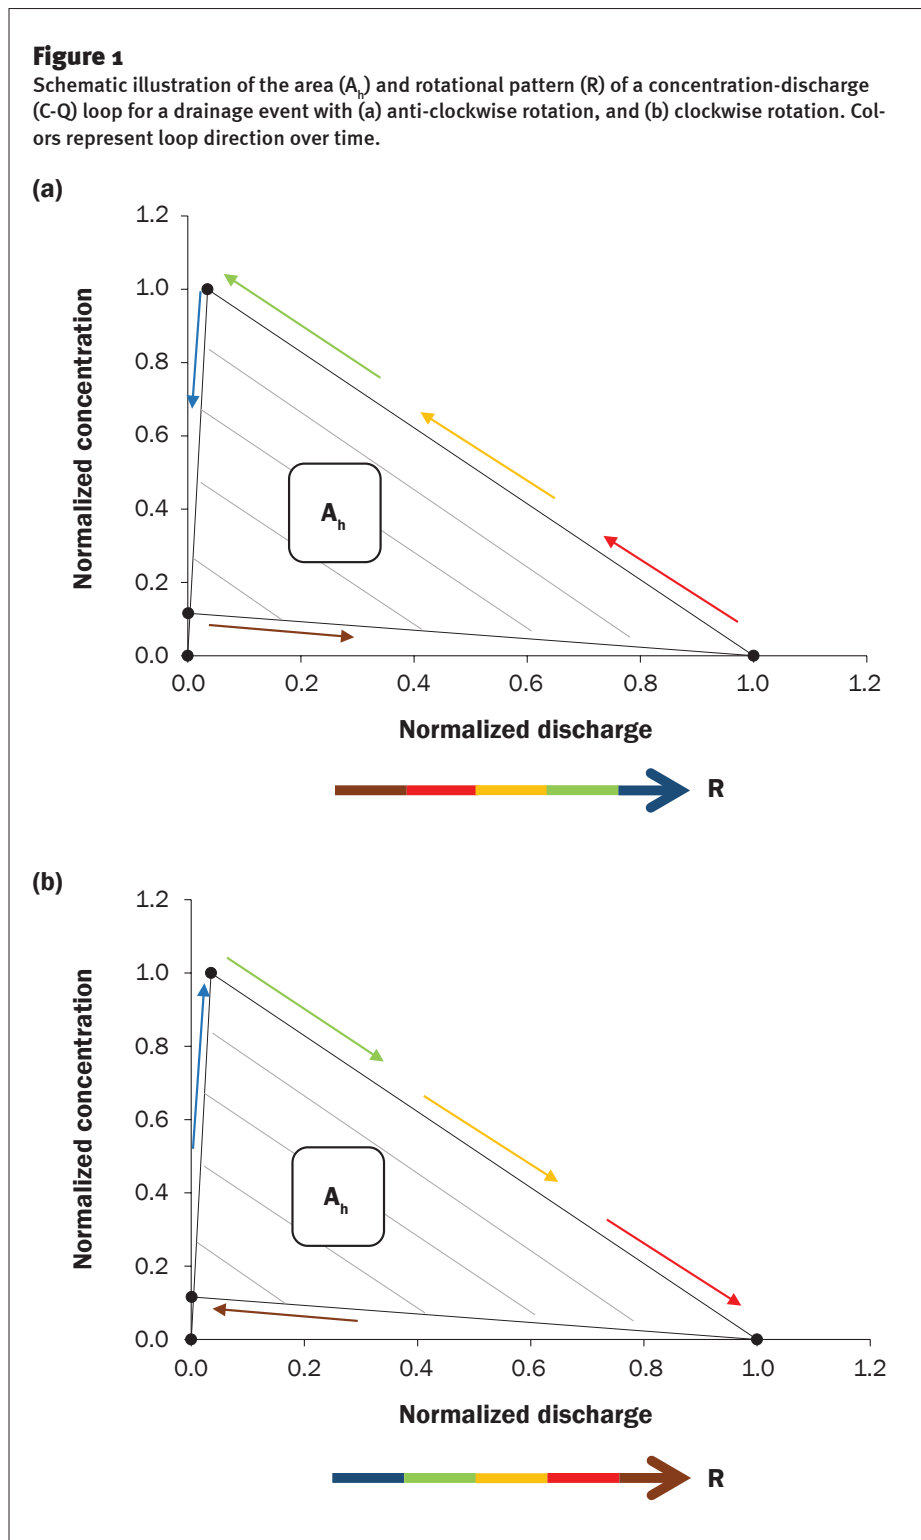 Figure 1
Schematic illustration of the area (Ah) and rotational pattern (R) of a concentration-discharge
(C-Q) loop for a drainage event with (a) anti-clockwise rotation, and (b) clockwise rotation. Col-
ors represent loop direction over time.
(a)
Normalized concentration
1.2
1.0
0.8
0.6
0.4
0.2
0.0
Ah
0.0 0.2 0.4 0.6 0.8 1.0 1.2
Normalized discharge
R
(b)
Normalized concentration
1.2
1.0
0.8
0.6
0.4
0.2
0.0
Ah
0.0 0.2 0.4 0.6 0.8 1.0 1.2
Normalized discharge
R